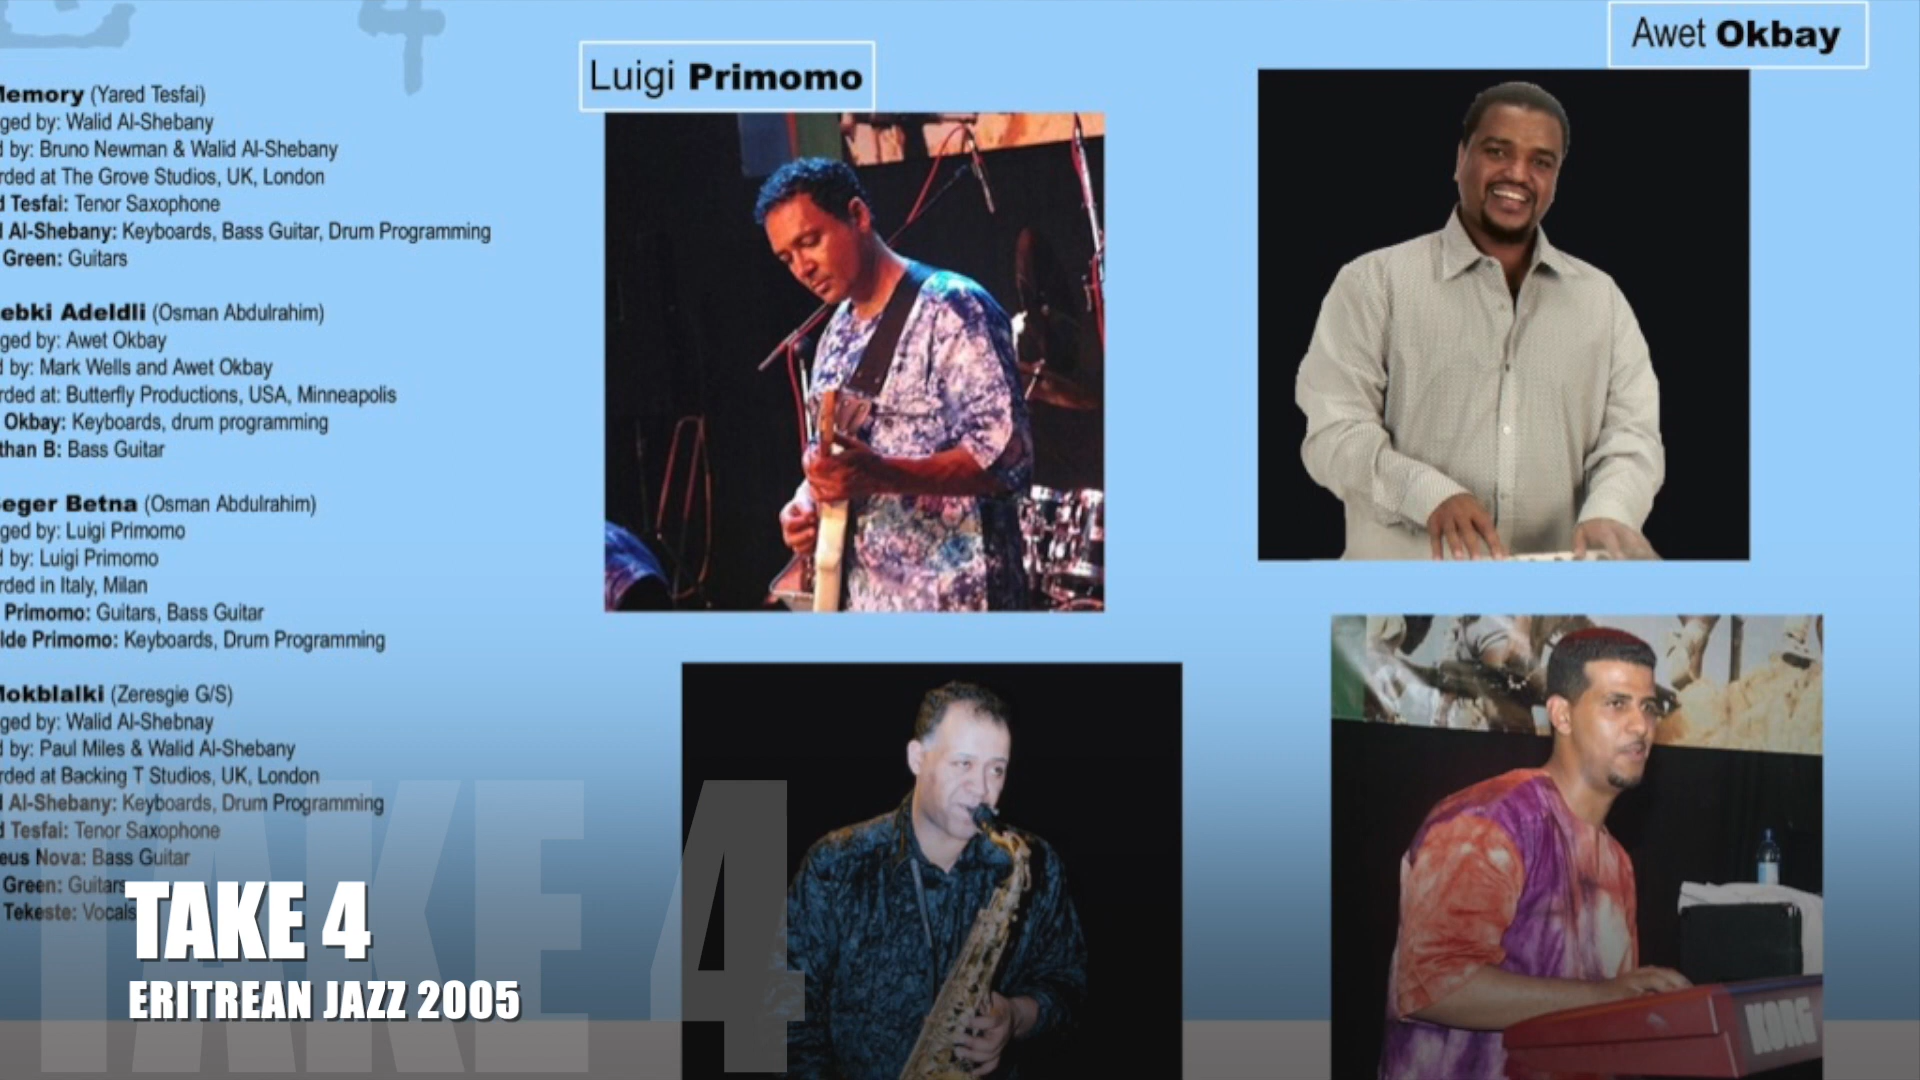 Memory (Yared Tesfai)
ged by: Walid Al-Shebany
d by: Bruno Newman & Walid Al-Shebany
rded at The Grove Studios, UK, London
d Tesfai: Tenor Saxophone
d Al-Shebany: Keyboards, Bass Guitar, Drum Programming
Green: Guitars
ebki Adeldli (Osman Abdulrahim)
ged by: Awet Okbay
d by: Mark Wells and Awet Okbay
rded at: Butterfly Productions, USA, Minneapolis
Okbay: Keyboards, drum programming
than B: Bass Guitar
eger Betna (Osman Abdulrahim)
ged by: Luigi Primomo
d by: Luigi Primomo
rded in Italy, Milan
Primomo: Guitars, Bass Guitar
lde Primomo: Keyboards, Drum Programming
Mokblalki (Zeresgie G/S)
ged by: Walid Al-Shebnay
d by: Paul Miles & Walid Al-Shebany
rded at Backing T Studios, UK, London
d Al-Shebany: Keyboards, Drum Programming
d Tesfai: Tenor Saxophone
eus Nova: Bass Guitar
Green: Guitars
Tekeste: Vocals
Luigi Primomo
Awet Okbay
KORG
TAKE 4
TAKE 4
ERITREAN JAZZ 2005